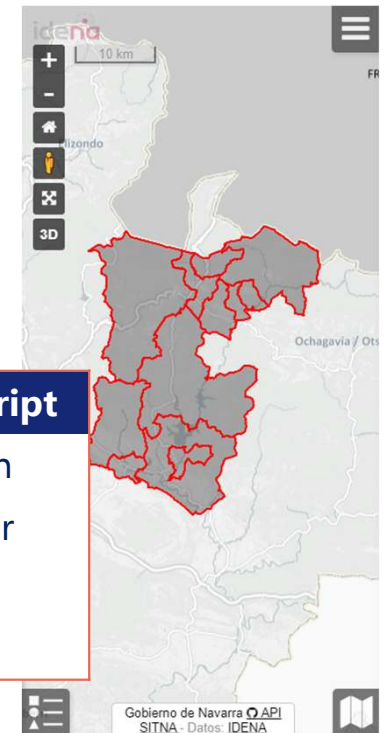 idena
+
10 km
FR
-
Elizondo
3D
Ochagavía / Ots
ript
n
r
Gobierno de Navarra API
SITNA - Datos: IDENA